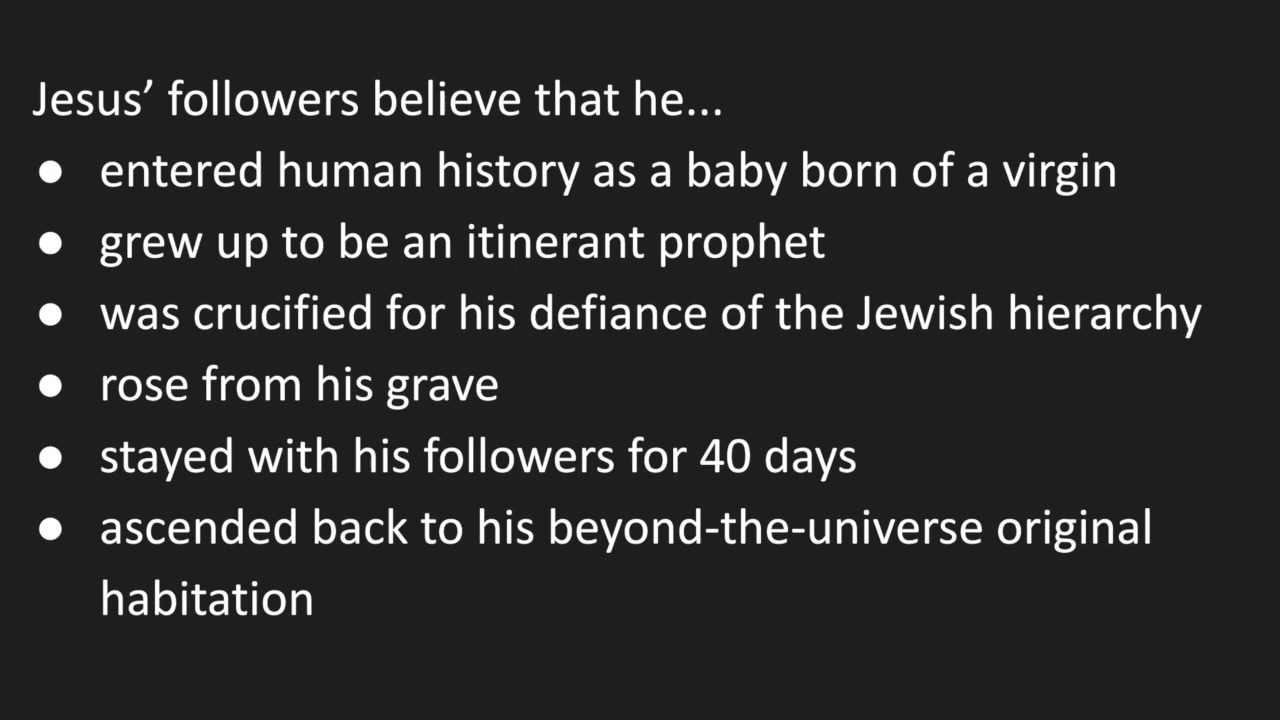 Jesus’ followers believe that he...
● entered human history as a baby born of a virgin
● grew up to be an itinerant prophet
● was crucified for his defiance of the Jewish hierarchy
● rose from his grave
● stayed with his followers for 40 days
● ascended back to his beyond-the-universe original
habitation